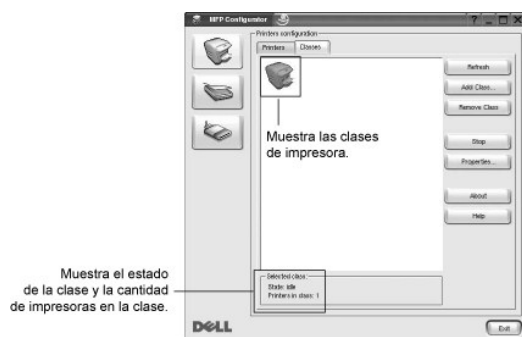 MFP Configurator
Printers configuration
Printers
Classes
Refresh
Add Class...
Remove Class
Stop
Properties...
About
Help
Muestra las clases
de impresora.
Selected class:
State: Idle
Printers in class: 1
Muestra el estado
de la clase y la cantidad
de impresoras en la clase.
DELL
Exit